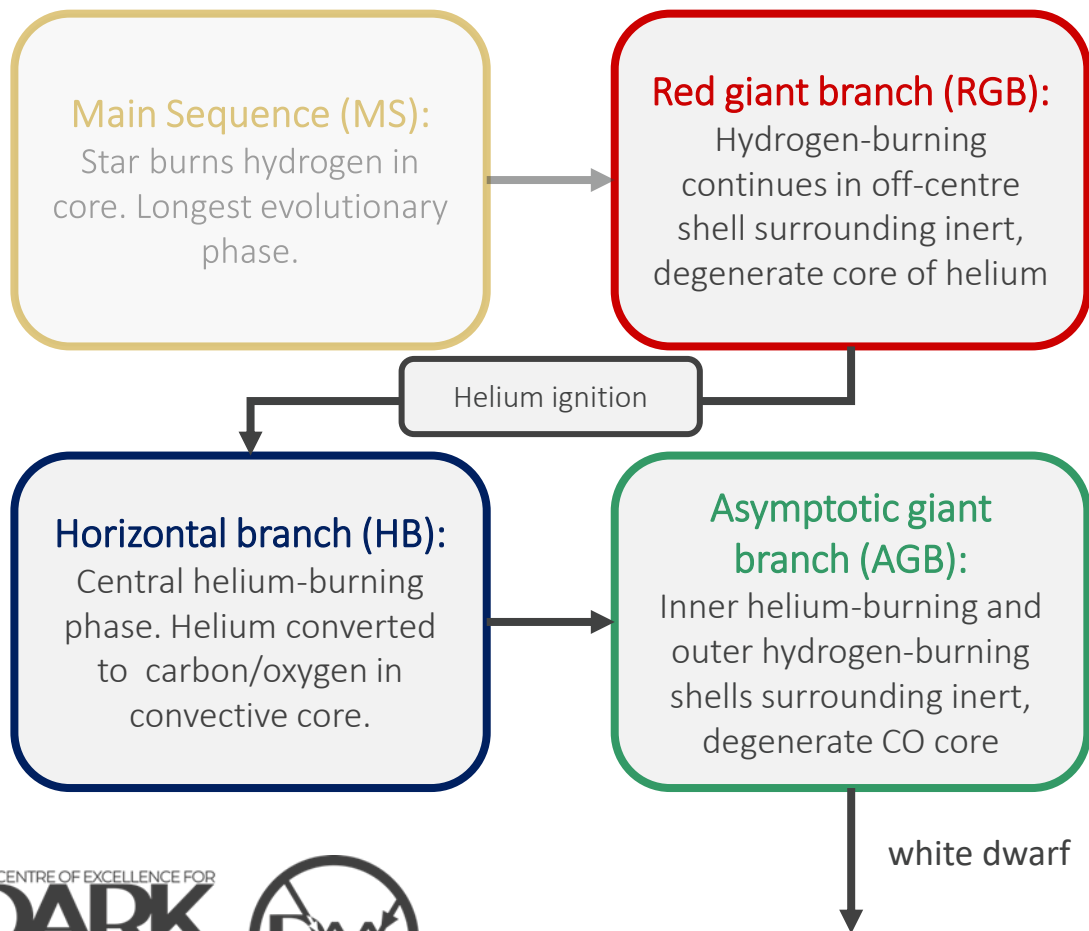 Main Sequence (MS):
Star burns hydrogen in
core. Longest evolutionary
phase.
Red giant branch (RGB):
Hydrogen-burning
continues in off-centre
shell surrounding inert,
degenerate core of helium
Helium ignition
Horizontal branch (HB):
Central helium-burning
phase. Helium converted
to carbon/oxygen in
convective core.
Asymptotic giant
branch (AGB):
Inner helium-burning and
outer hydrogen-burning
shells surrounding inert,
degenerate CO core
white dwarf
CENTRE OF EXCELLENCE FOR
DARK